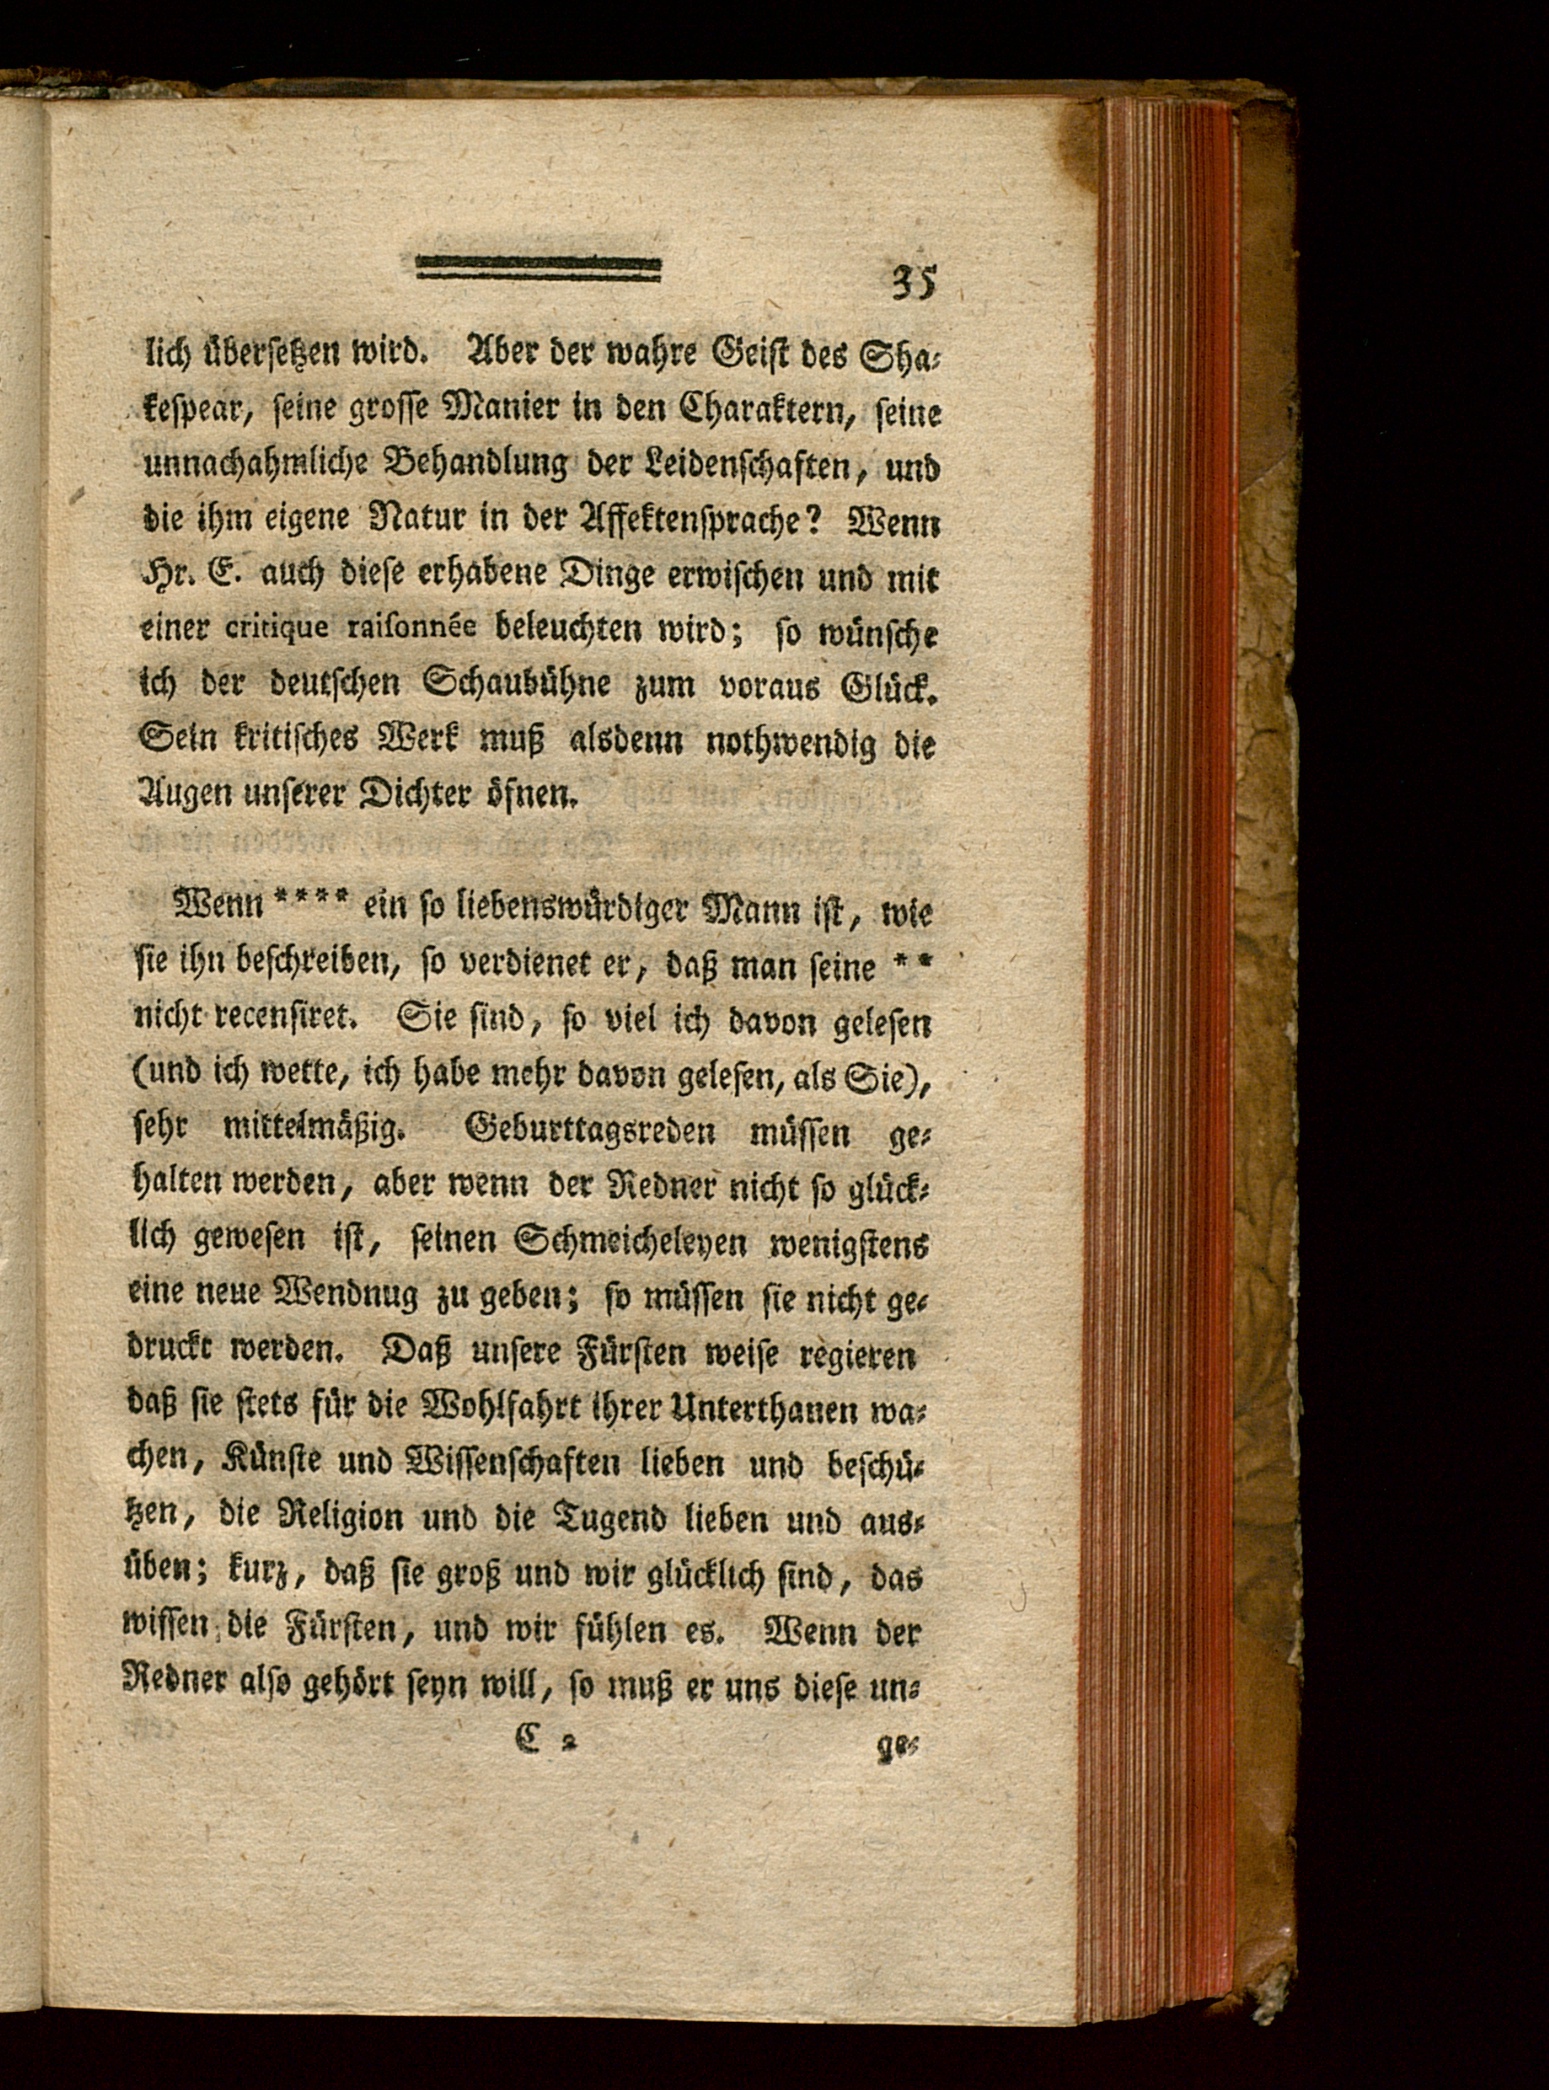 35
lich überſetzen wird. Aber der wahre Geiſt des Sha⸗
keſpear, ſeine groſſe Manier in den Charaktern, ſeine
unnachahmliche Behandlung der Leidenſchaften, und
die ihm eigene Natur in der Affektenſprache? Wenn
Hr. E. auch dieſe erhabene Dinge erwiſchen und mit
einer critique raiſonnée beleuchten wird; ſo wünſche
ich der deutſchen Schaubühne zum voraus Glück.
Sein kritiſches Werk muß alsdenn nothwendig die
Augen unſerer Dichter öfnen.
Wenn **** ein ſo liebenswürdiger Mann iſt, wie
ſie ihn beſchreiben, ſo verdienet er, daß man ſeine **
nicht recenſiret. Sie ſind, ſo viel ich davon geleſen
(und ich wette, ich habe mehr davon geleſen, als Sie),
ſehr mittelmäßig. Geburttagsreden müſſen ge⸗
halten werden, aber wenn der Redner nicht ſo glück⸗
lich geweſen iſt, ſeinen Schmeicheleyen wenigſtens
eine neue Wendnug zu geben; ſo müſſen ſie nicht ge⸗
druckt werden. Daß unſere Fürſten weiſe regieren
daß ſie ſtets für die Wohlfahrt ihrer Unterthanen wa⸗
chen, Künſte und Wiſſenſchaften lieben und beſchü⸗
tzen, die Religion und die Tugend lieben und aus⸗
üben; kurz, daß ſie groß und wir glücklich ſind, das
wiſſen die Fürſten, und wir fühlen es. Wenn der
Redner alſo gehört ſeyn will, ſo muß er uns dieſe un⸗
C 2 ge⸗